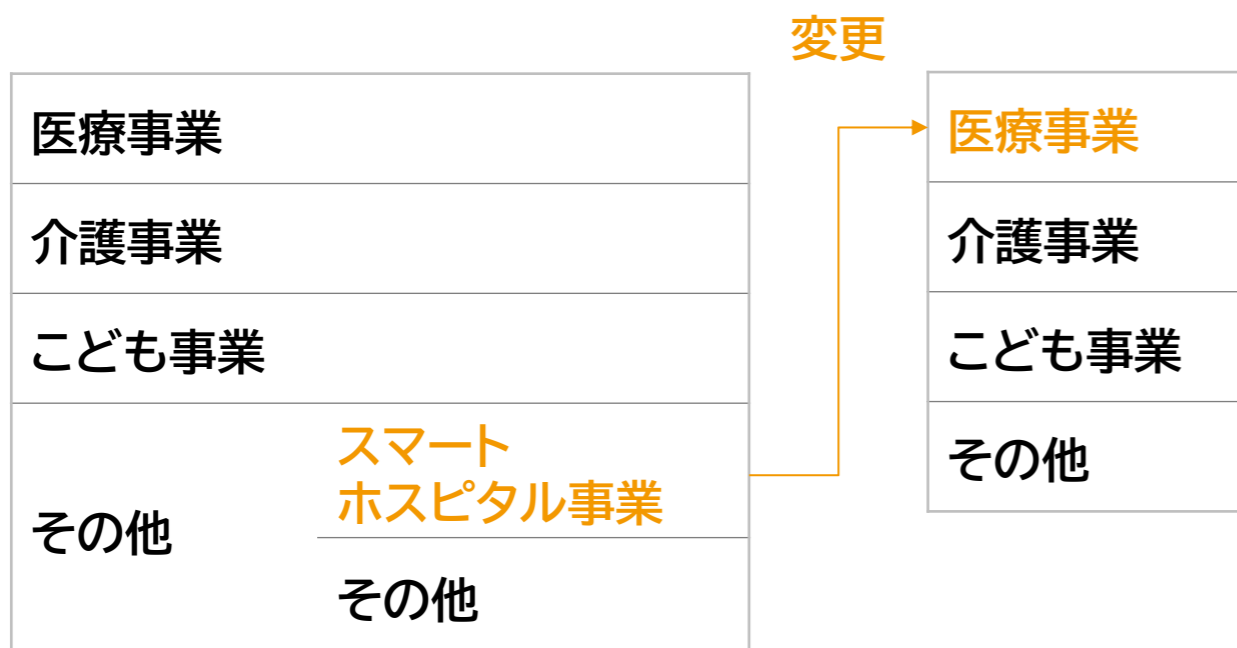 変更
医療事業
介護事業
こども事業
その他
スマート
ホスピタル事業
その他
医療事業
介護事業
こども事業
その他